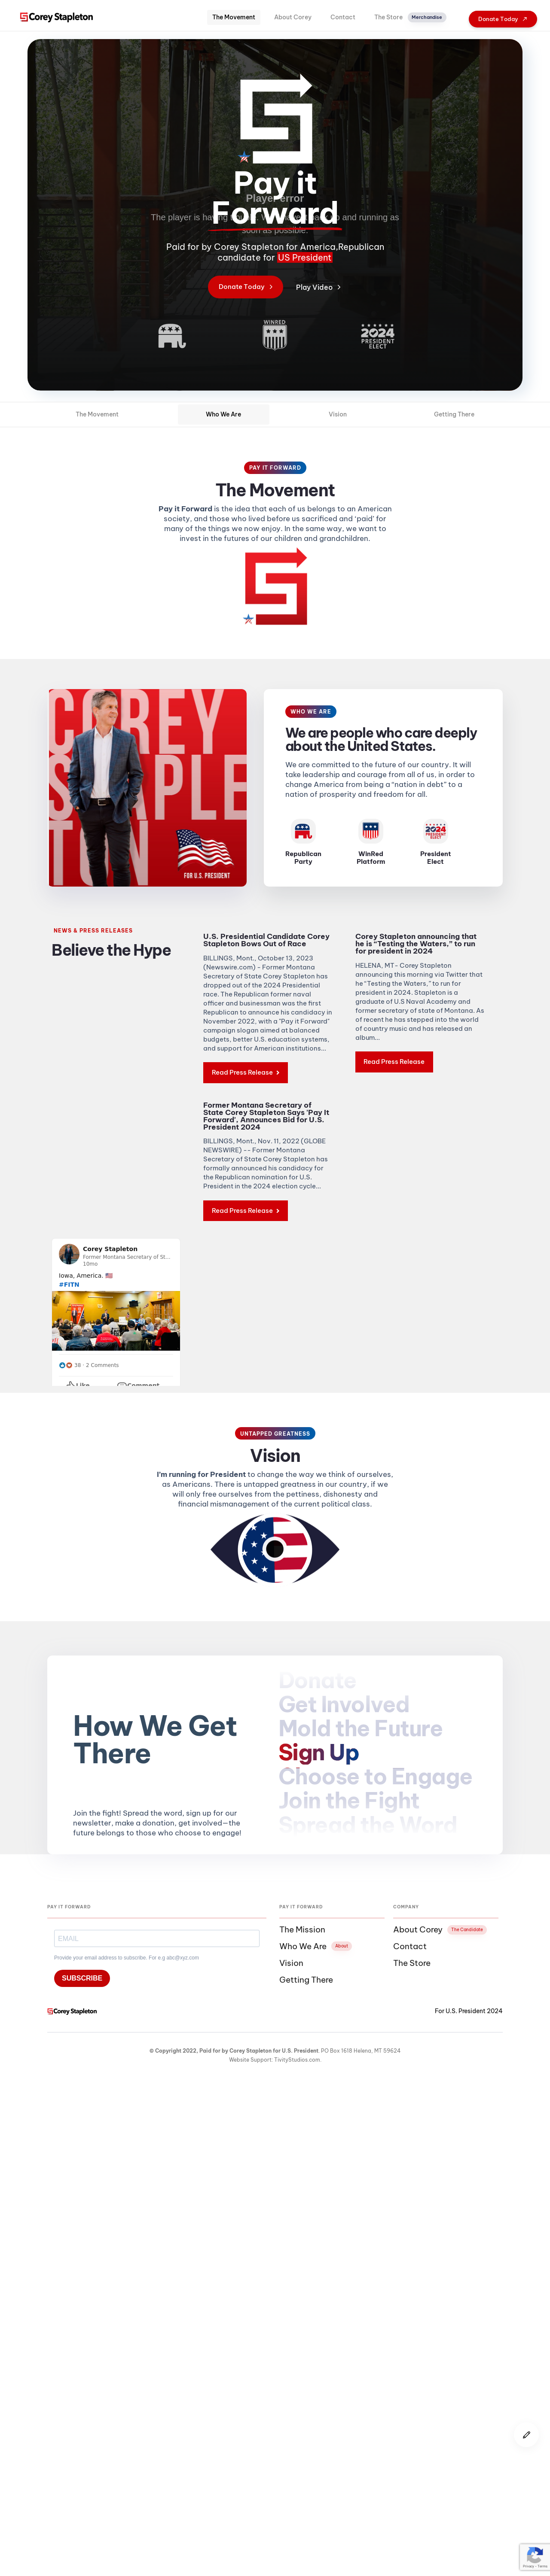 Corey Stapleton
The Movement
About Corey
Contact
The Store
Merchandise
Donate Today
Pay it
Forward
Player error
The player is having
up and running as
soon as possible.
Paid for by Corey Stapleton for America,Republican
candidate for US President
Donate Today
Play Video
WINRED
2024
PRESIDENT
ELECT
The Movement
Who We Are
Vision
Getting There
PAY IT FORWARD
The Movement
Pay it Forward is the idea that each of us belongs to an American
society, and those who lived before us sacrificed and ‘paid’ for
many of the things we now enjoy. In the same way, we want to
invest in the futures of our children and grandchildren.
COREY
STAPLE
TON
FOR U.S. PRESIDENT
WHO WE ARE
We are people who care deeply
about the United States.
We are committed to the future of our country. It will
take leadership and courage from all of us, in order to
change America from being a “nation in debt” to a
nation of prosperity and freedom for all.
2024
PRESIDENT
ELECT
Republican
Party
WinRed
Platform
President
Elect
NEWS & PRESS RELEASES
Believe the Hype
U.S. Presidential Candidate Corey
Stapleton Bows Out of Race
BILLINGS, Mont., October 13, 2023
(Newswire.com) - Former Montana
Secretary of State Corey Stapleton has
dropped out of the 2024 Presidential
race. The Republican former naval
officer and businessman was the first
Republican to announce his candidacy in
November 2022, with a "Pay it Forward"
campaign slogan aimed at balanced
budgets, better U.S. education systems,
and support for American institutions...
Read Press Release
Corey Stapleton announcing that
he is “Testing the Waters,” to run
for president in 2024
HELENA, MT– Corey Stapleton
announcing this morning via Twitter that
he “Testing the Waters,” to run for
president in 2024. Stapleton is a
graduate of U.S Naval Academy and
former secretary of state of Montana. As
of recent he has stepped into the world
of country music and has released an
album...
Read Press Release
Former Montana Secretary of
State Corey Stapleton Says 'Pay It
Forward', Announces Bid for U.S.
President 2024
BILLINGS, Mont., Nov. 11, 2022 (GLOBE
NEWSWIRE) -- Former Montana
Secretary of State Corey Stapleton has
formally announced his candidacy for
the Republican nomination for U.S.
President in the 2024 election cycle...
Read Press Release
Corey Stapleton
Former Montana Secretary of St...
10mo
Iowa, America. 🇺🇸
#FITN
38 · 2 Comments
Like
Comment
UNTAPPED GREATNESS
Vision
I’m running for President to change the way we think of ourselves,
as Americans. There is untapped greatness in our country, if we
will only free ourselves from the pettiness, dishonesty and
financial mismanagement of the current political class.
How We Get
There
Join the fight! Spread the word, sign up for our
newsletter, make a donation, get involved—the
future belongs to those who choose to engage!
Donate
Get Involved
Mold the Future
Sign Up
Choose to Engage
Join the Fight
Spread the Word
PAY IT FORWARD
EMAIL
Provide your email address to subscribe. For e.g abc@xyz.com
SUBSCRIBE
PAY IT FORWARD
The Mission
Who We Are
About
Vision
Getting There
COMPANY
About Corey
The Candidate
Contact
The Store
Corey Stapleton
For U.S. President 2024
© Copyright 2022, Paid for by Corey Stapleton for U.S. President. PO Box 1618 Helena, MT 59624
Website Support: TivityStudios.com.
Privacy - Terms